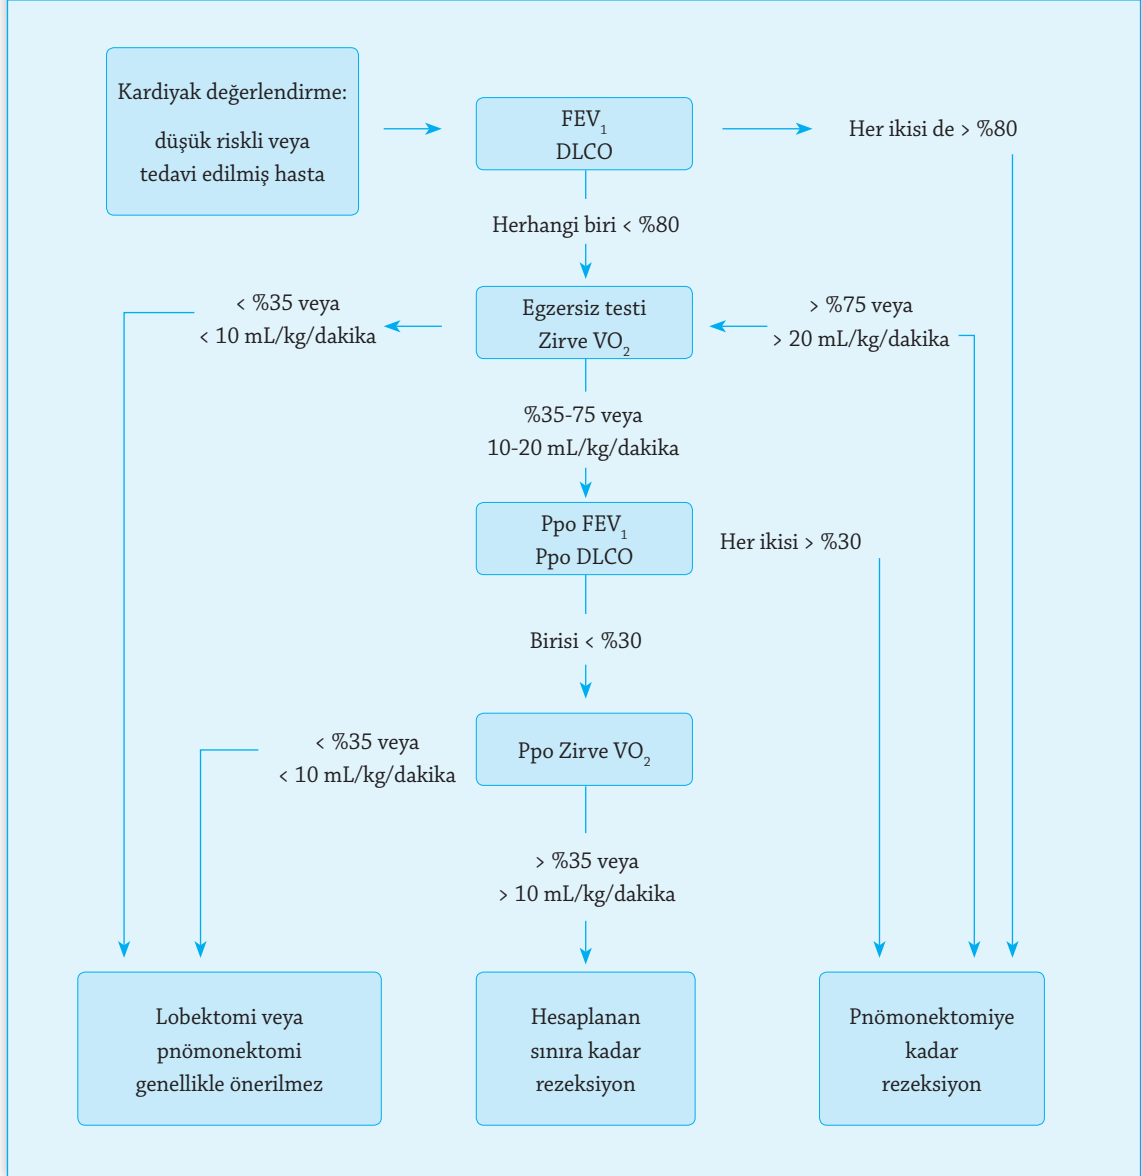 Kardiyak değerlendirme:
düşük riskli veya
tedavi edilmiş hasta
FEV₁
DLCO
Her ikisi de > %80
Herhangi biri < %80
< %35 veya
< 10 mL/kg/dakika
Egzersiz testi
Zirve VO₂
> %75 veya
> 20 mL/kg/dakika
%35-75 veya
10-20 mL/kg/dakika
Ppo FEV₁
Ppo DLCO
Her ikisi > %30
Birisi < %30
< %35 veya
< 10 mL/kg/dakika
Ppo Zirve VO₂
> %35 veya
> 10 mL/kg/dakika
Lobektomi veya
pnömonektomi
genellikle önerilmez
Hesaplanan
sınıra kadar
rezeksiyon
Pnömonektomiye
kadar
rezeksiyon